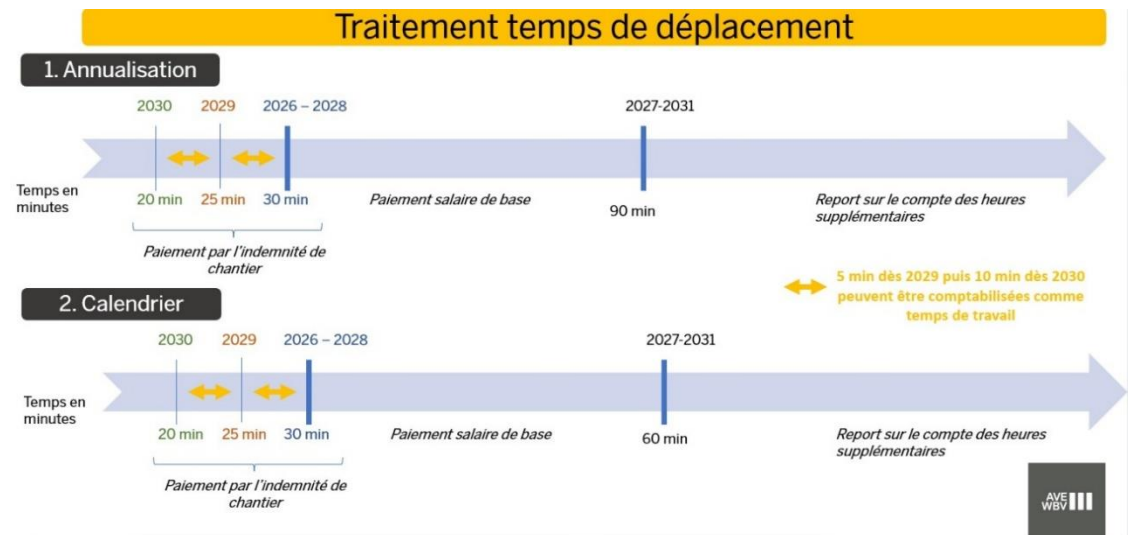 Traitement temps de déplacement
1. Annualisation
2030 2029 2026 – 2028 2027-2031
Temps en
minutes
20 min 25 min 30 min Paiement salaire de base 90 min Report sur le compte des heures
supplémentaires
Paiement par l'indemnité de
chantier
5 min dès 2029 puis 10 min dès 2030
peuvent être comptabilisées comme
temps de travail
2. Calendrier
2030 2029 2026 – 2028 2027-2031
Temps en
minutes
20 min 25 min 30 min Paiement salaire de base 60 min Report sur le compte des heures
supplémentaires
Paiement par l'indemnité de
chantier
AVE
WBV